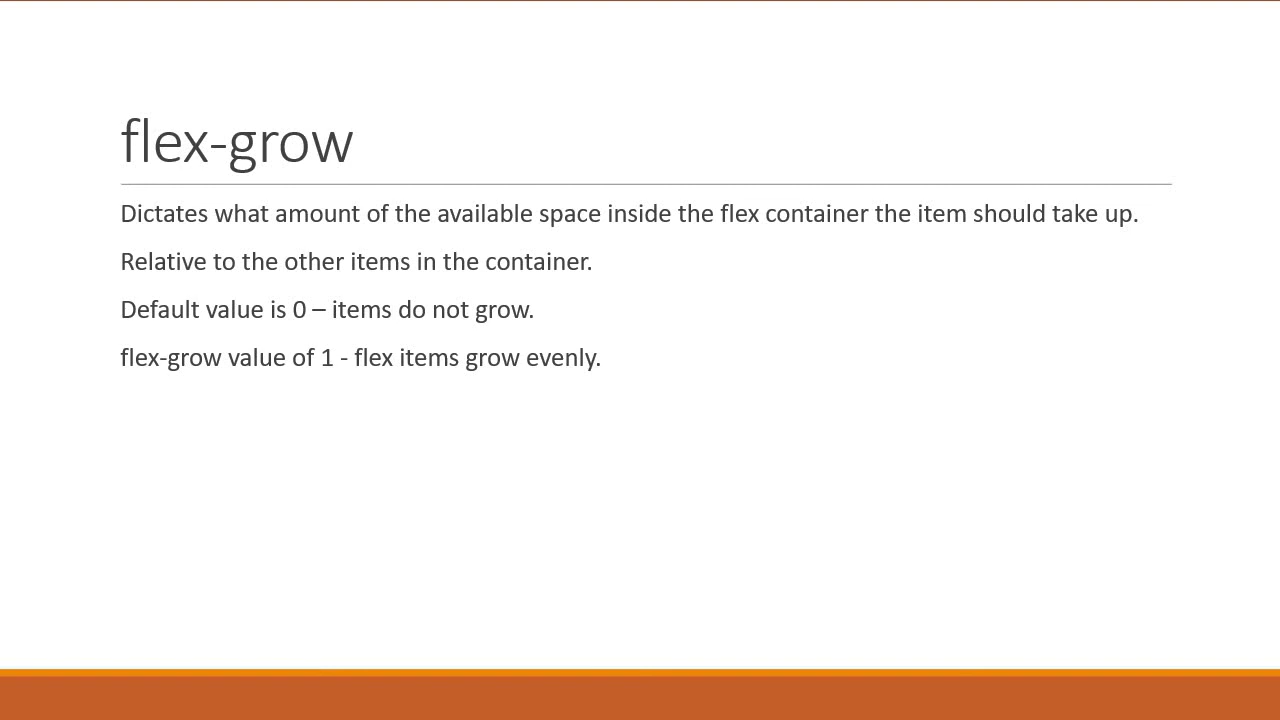 flex-grow
Dictates what amount of the available space inside the flex container the item should take up.
Relative to the other items in the container.
Default value is 0 – items do not grow.
flex-grow value of 1 - flex items grow evenly.